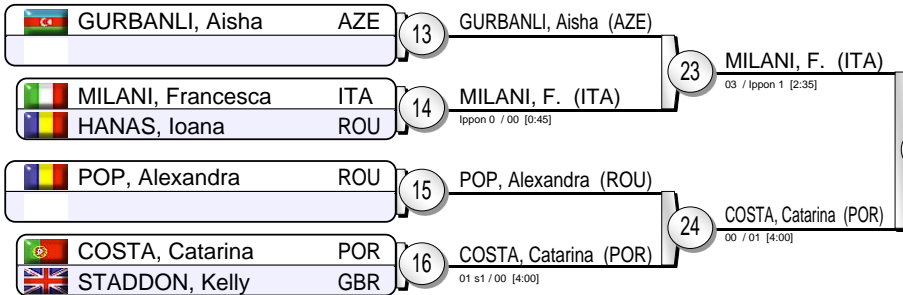 GURBANLI, Aisha AZE
13
GURBANLI, Aisha (AZE)
23
MILANI, F. (ITA)
03 / Ippon 1 [2:35]
MILANI, Francesca ITA
HANAS, Ioana ROU
14
MILANI, F. (ITA)
Ippon 0 / 00 [0:45]
POP, Alexandra ROU
15
POP, Alexandra (ROU)
24
COSTA, Catarina (POR)
00 / 01 [4:00]
COSTA, Catarina POR
STADDON, Kelly GBR
16
COSTA, Catarina (POR)
01 s1 / 00 [4:00]